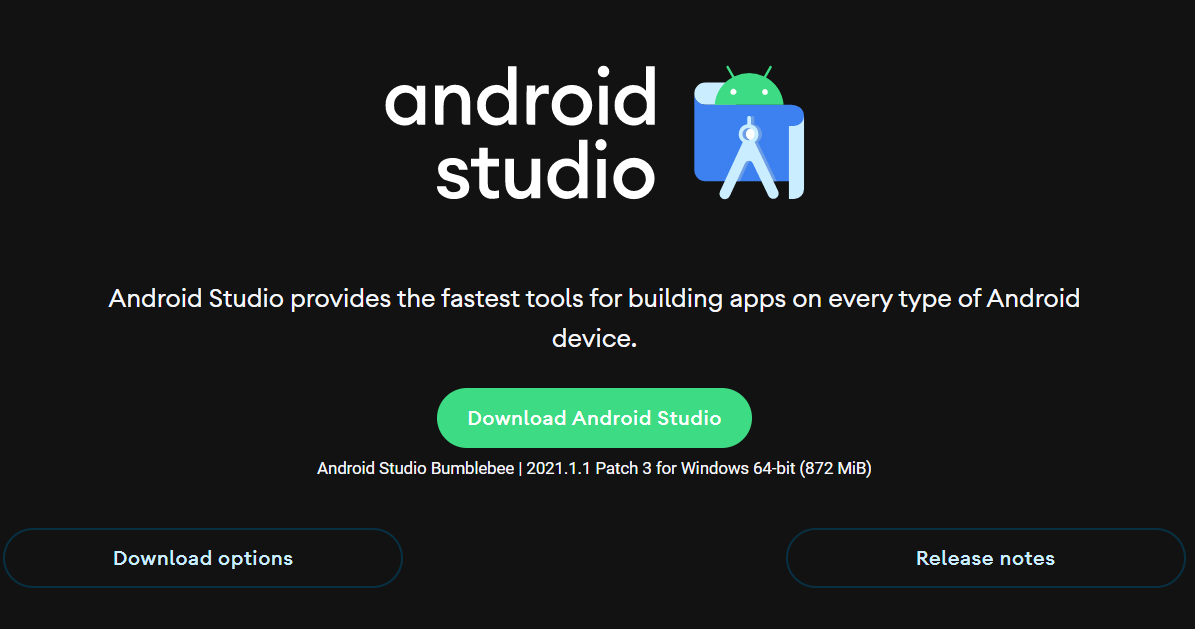 android
studio
Android Studio provides the fastest tools for building apps on every type of Android
device.
Download Android Studio
Android Studio Bumblebee | 2021.1.1 Patch 3 for Windows 64-bit (872 MiB)
Download options
Release notes